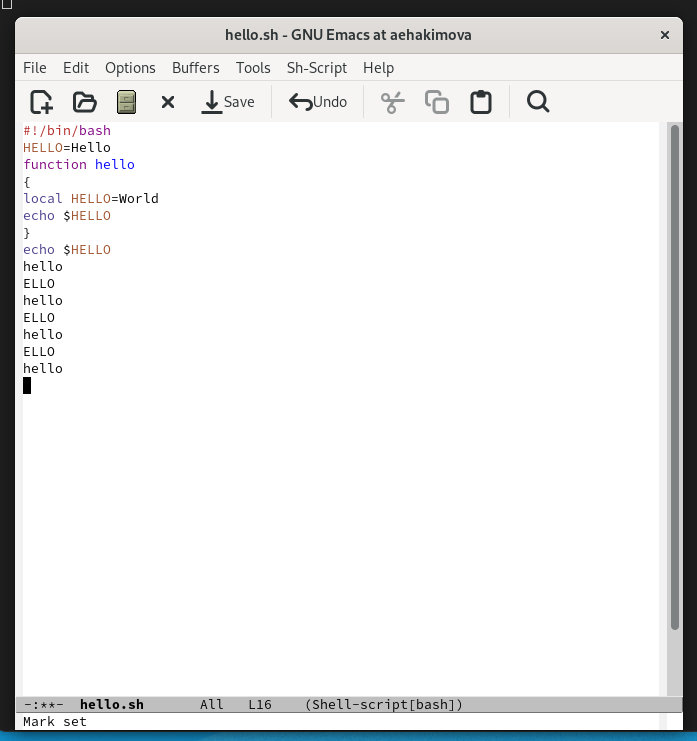 hello.sh - GNU Emacs at aehakimova ×
File Edit Options Buffers Tools Sh-Script Help
Save Undo
#!/bin/bash
HELLO=Hello
function hello
{
local HELLO=World
echo $HELLO
}
echo $HELLO
hello
ELLO
hello
ELLO
hello
ELLO
hello
-:**- hello.sh All L16 (Shell-script[bash])
Mark set